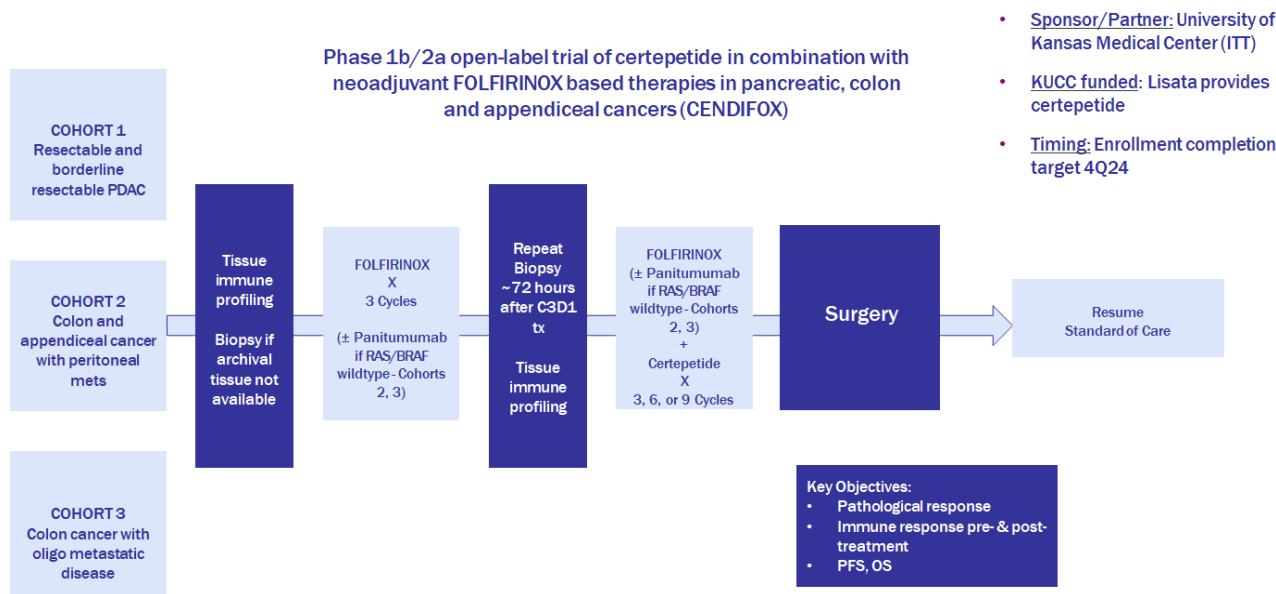 Phase 1b/2a open-label trial of certepetide in combination with
neoadjuvant FOLFIRINOX based therapies in pancreatic, colon
and appendiceal cancers (CENDIFOX)
• Sponsor/Partner: University of
Kansas Medical Center (ITT)
• KUCC funded: Lisata provides
certepetide
• Timing: Enrollment completion
target 4Q24
COHORT 1
Resectable and
borderline
resectable PDAC
COHORT 2
Colon and
appendiceal cancer
with peritoneal
mets
COHORT 3
Colon cancer with
oligo metastatic
disease
Tissue
immune
profiling
Biopsy if
archival
tissue not
available
FOLFIRINOX
X
3 Cycles
(± Panitumumab
if RAS/BRAF
wildtype - Cohorts
2, 3)
Repeat
Biopsy
~72 hours
after C3D1
tx
Tissue
immune
profiling
FOLFIRINOX
(± Panitumumab
if RAS/BRAF
wildtype - Cohorts
2, 3)
+
Certepetide
X
3, 6, or 9 Cycles
Surgery
Resume
Standard of Care
Key Objectives:
• Pathological response
• Immune response pre- & post-
treatment
• PFS, OS